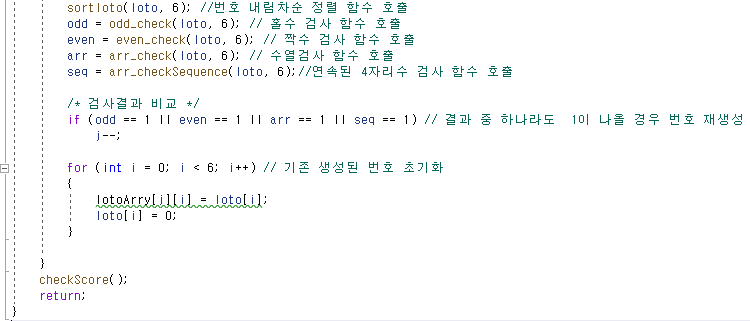 sortloto(loto, 6); //번호 내림차순 정렬 함수 호출
odd = odd_check(loto, 6); // 홀수 검사 함수 호출
even = even_check(loto, 6); // 짝수 검사 함수 호출
arr = arr_check(loto, 6); // 수열검사 함수 호출
seq = arr_checkSequence(loto, 6);//연속된 4자리수 검사 함수 호출
/* 검사결과 비교 */
if (odd == 1 || even == 1 || arr == 1 || seq == 1) // 결과 중 하나라도 1이 나올 경우 번호 재생성
j--;
for (int i = 0; i < 6; i++) // 기존 생성된 번호 초기화
{
lotoArry[j][i] = loto[i];
loto[i] = 0;
}
}
checkScore();
return;
}